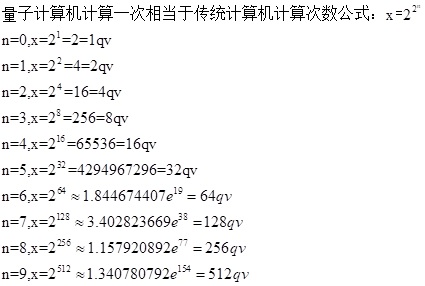 量子计算机计算一次相当于传统计算机计算次数公式：x=2^{2^n}
n=0,x=2^1=2=1qv
n=1,x=2^2=4=2qv
n=2,x=2^4=16=4qv
n=3,x=2^8=256=8qv
n=4,x=2^{16}=65536=16qv
n=5,x=2^{32}=4294967296=32qv
n=6,x=2^{64}≈1.844674407e^{19}=64qv
n=7,x=2^{128}≈3.402823669e^{38}=128qv
n=8,x=2^{256}≈1.157920892e^{77}=256qv
n=9,x=2^{512}≈1.340780792e^{154}=512qv